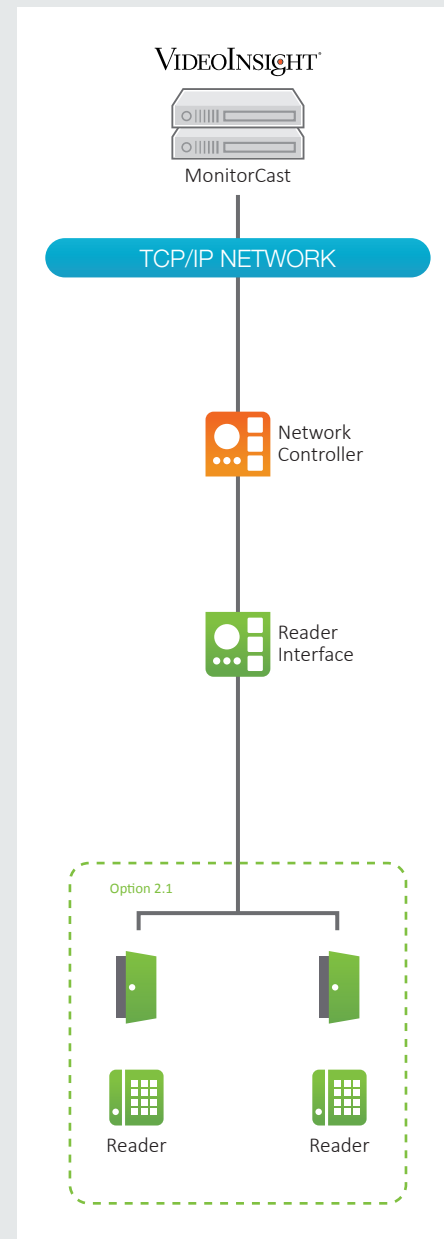 VIDEOINSIGHT
MonitorCast
TCP/IP NETWORK
Network
Controller
Reader
Interface
Option 2.1
Reader
Reader